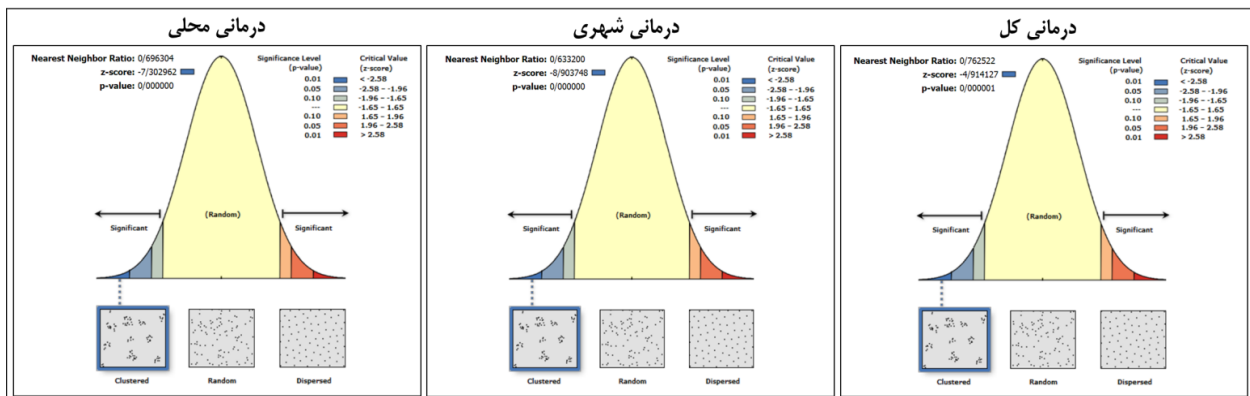 درمانی محلی
Nearest Neighbor Ratio: 0/696304
z-score: -7/302962
p-value: 0/000000
Significance Level Critical Value
(p-value) (z-score)
0.01 < -2.58
0.05 -2.58 – -1.96
0.10 -1.96 – -1.65
--- -1.65 – 1.65
0.10 1.65 – 1.96
0.05 1.96 – 2.58
0.01 > 2.58
(Random)
Significant Significant
Clustered Random Dispersed
درمانی شهری
Nearest Neighbor Ratio: 0/633200
z-score: -8/903748
p-value: 0/000000
Significance Level Critical Value
(p-value) (z-score)
0.01 < -2.58
0.05 -2.58 – -1.96
0.10 -1.96 – -1.65
--- -1.65 – 1.65
0.10 1.65 – 1.96
0.05 1.96 – 2.58
0.01 > 2.58
(Random)
Significant Significant
Clustered Random Dispersed
درمانی کل
Nearest Neighbor Ratio: 0/762522
z-score: -4/914127
p-value: 0/000001
Significance Level Critical Value
(p-value) (z-score)
0.01 < -2.58
0.05 -2.58 – -1.96
0.10 -1.96 – -1.65
--- -1.65 – 1.65
0.10 1.65 – 1.96
0.05 1.96 – 2.58
0.01 > 2.58
(Random)
Significant Significant
Clustered Random Dispersed